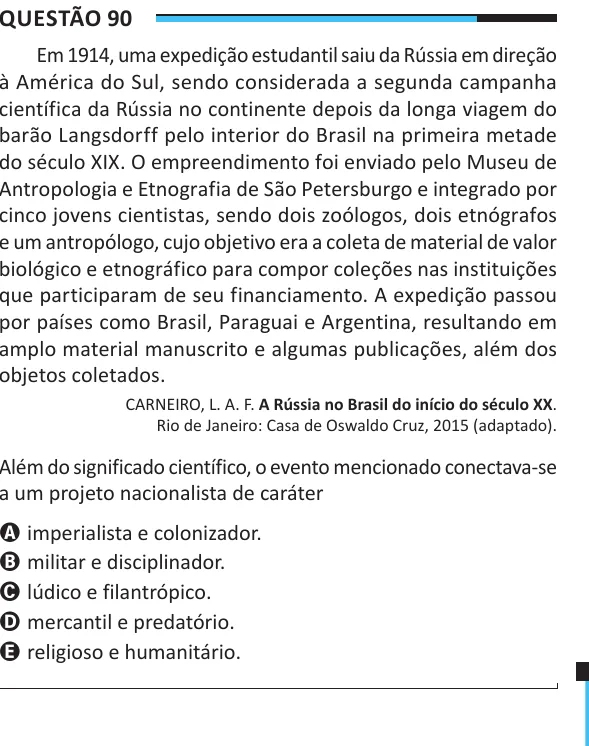 QUESTÃO 90
Em 1914, uma expedição estudantil saiu da Rússia em direção
à América do Sul, sendo considerada a segunda campanha
científica da Rússia no continente depois da longa viagem do
barão Langsdorff pelo interior do Brasil na primeira metade
do século XIX. O empreendimento foi enviado pelo Museu de
Antropologia e Etnografia de São Petersburgo e integrado por
cinco jovens cientistas, sendo dois zoólogos, dois etnógrafos
e um antropólogo, cujo objetivo era a coleta de material de valor
biológico e etnográfico para compor coleções nas instituições
que participaram de seu financiamento. A expedição passou
por países como Brasil, Paraguai e Argentina, resultando em
amplo material manuscrito e algumas publicações, além dos
objetos coletados.
CARNEIRO, L. A. F. A Rússia no Brasil do início do século XX.
Rio de Janeiro: Casa de Oswaldo Cruz, 2015 (adaptado).
Além do significado científico, o evento mencionado conectava-se
a um projeto nacionalista de caráter
A imperialista e colonizador.
B militar e disciplinador.
C lúdico e filantrópico.
D mercantil e predatório.
E religioso e humanitário.